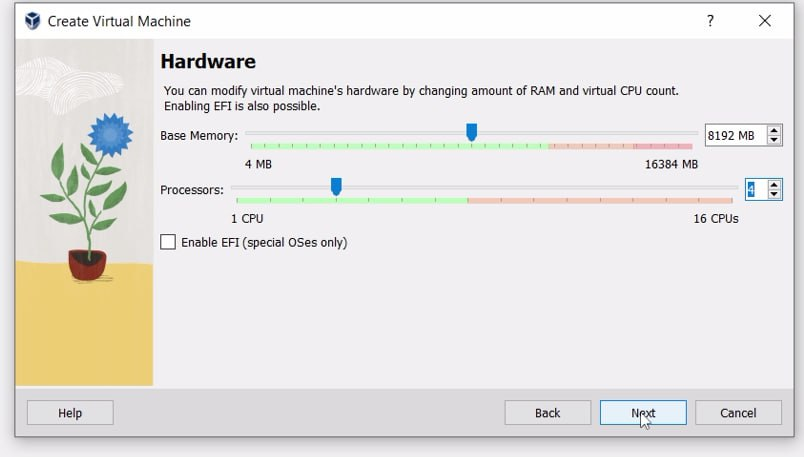 Create Virtual Machine
?
Hardware
You can modify virtual machine's hardware by changing amount of RAM and virtual CPU count.
Enabling EFI is also possible.
Base Memory:
8192 MB
4 MB
16384 MB
Processors:
4
1 CPU
16 CPUs
Enable EFI (special OSes only)
Help
Back
Next
Cancel